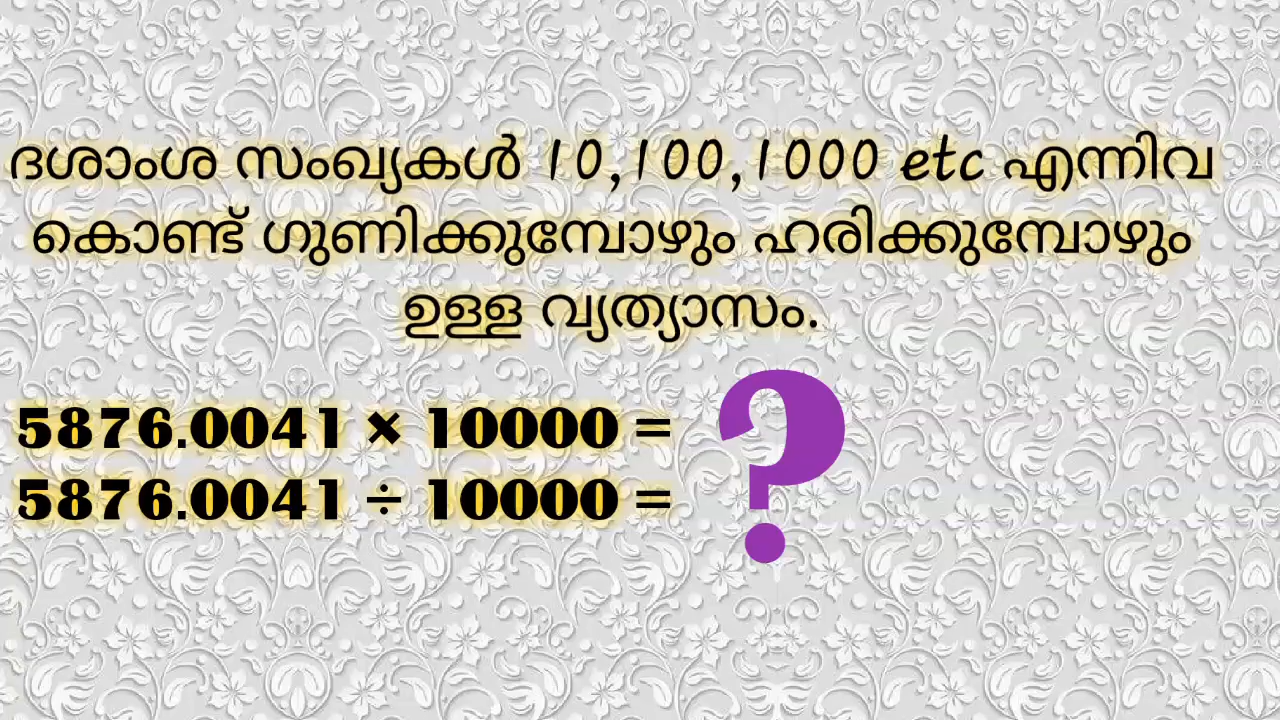 ദശാംശ സംഖ്യകൾ 10,100,1000 etc എന്നിവ
കൊണ്ട് ഗുണിക്കുമ്പോഴും ഹരിക്കുമ്പോഴും
ഉള്ള വ്യത്യാസം.
5876.0041 × 10000 =
5876.0041 ÷ 10000 =
?